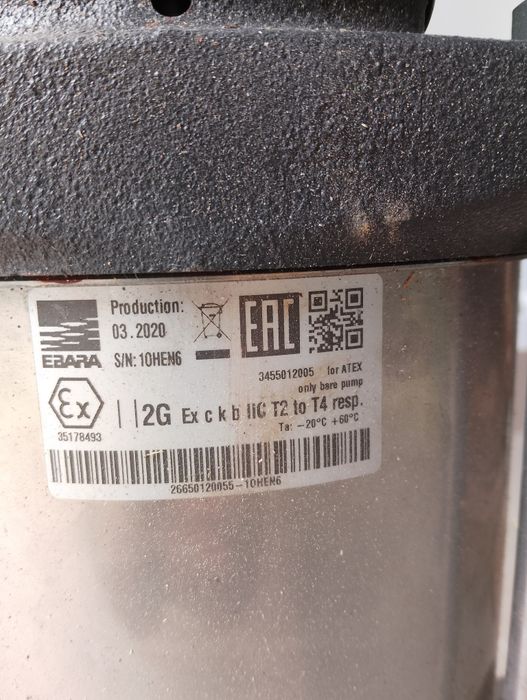 EBARA
Production:
03.2020
S/N: 10HEN6
EAC
3455012005 for ATEX
only bare pump
εx
35178493
||2G Ex c k b IIC T2 to T4 resp.
Ta: –20°C +60°C
26650120055-10HEN6